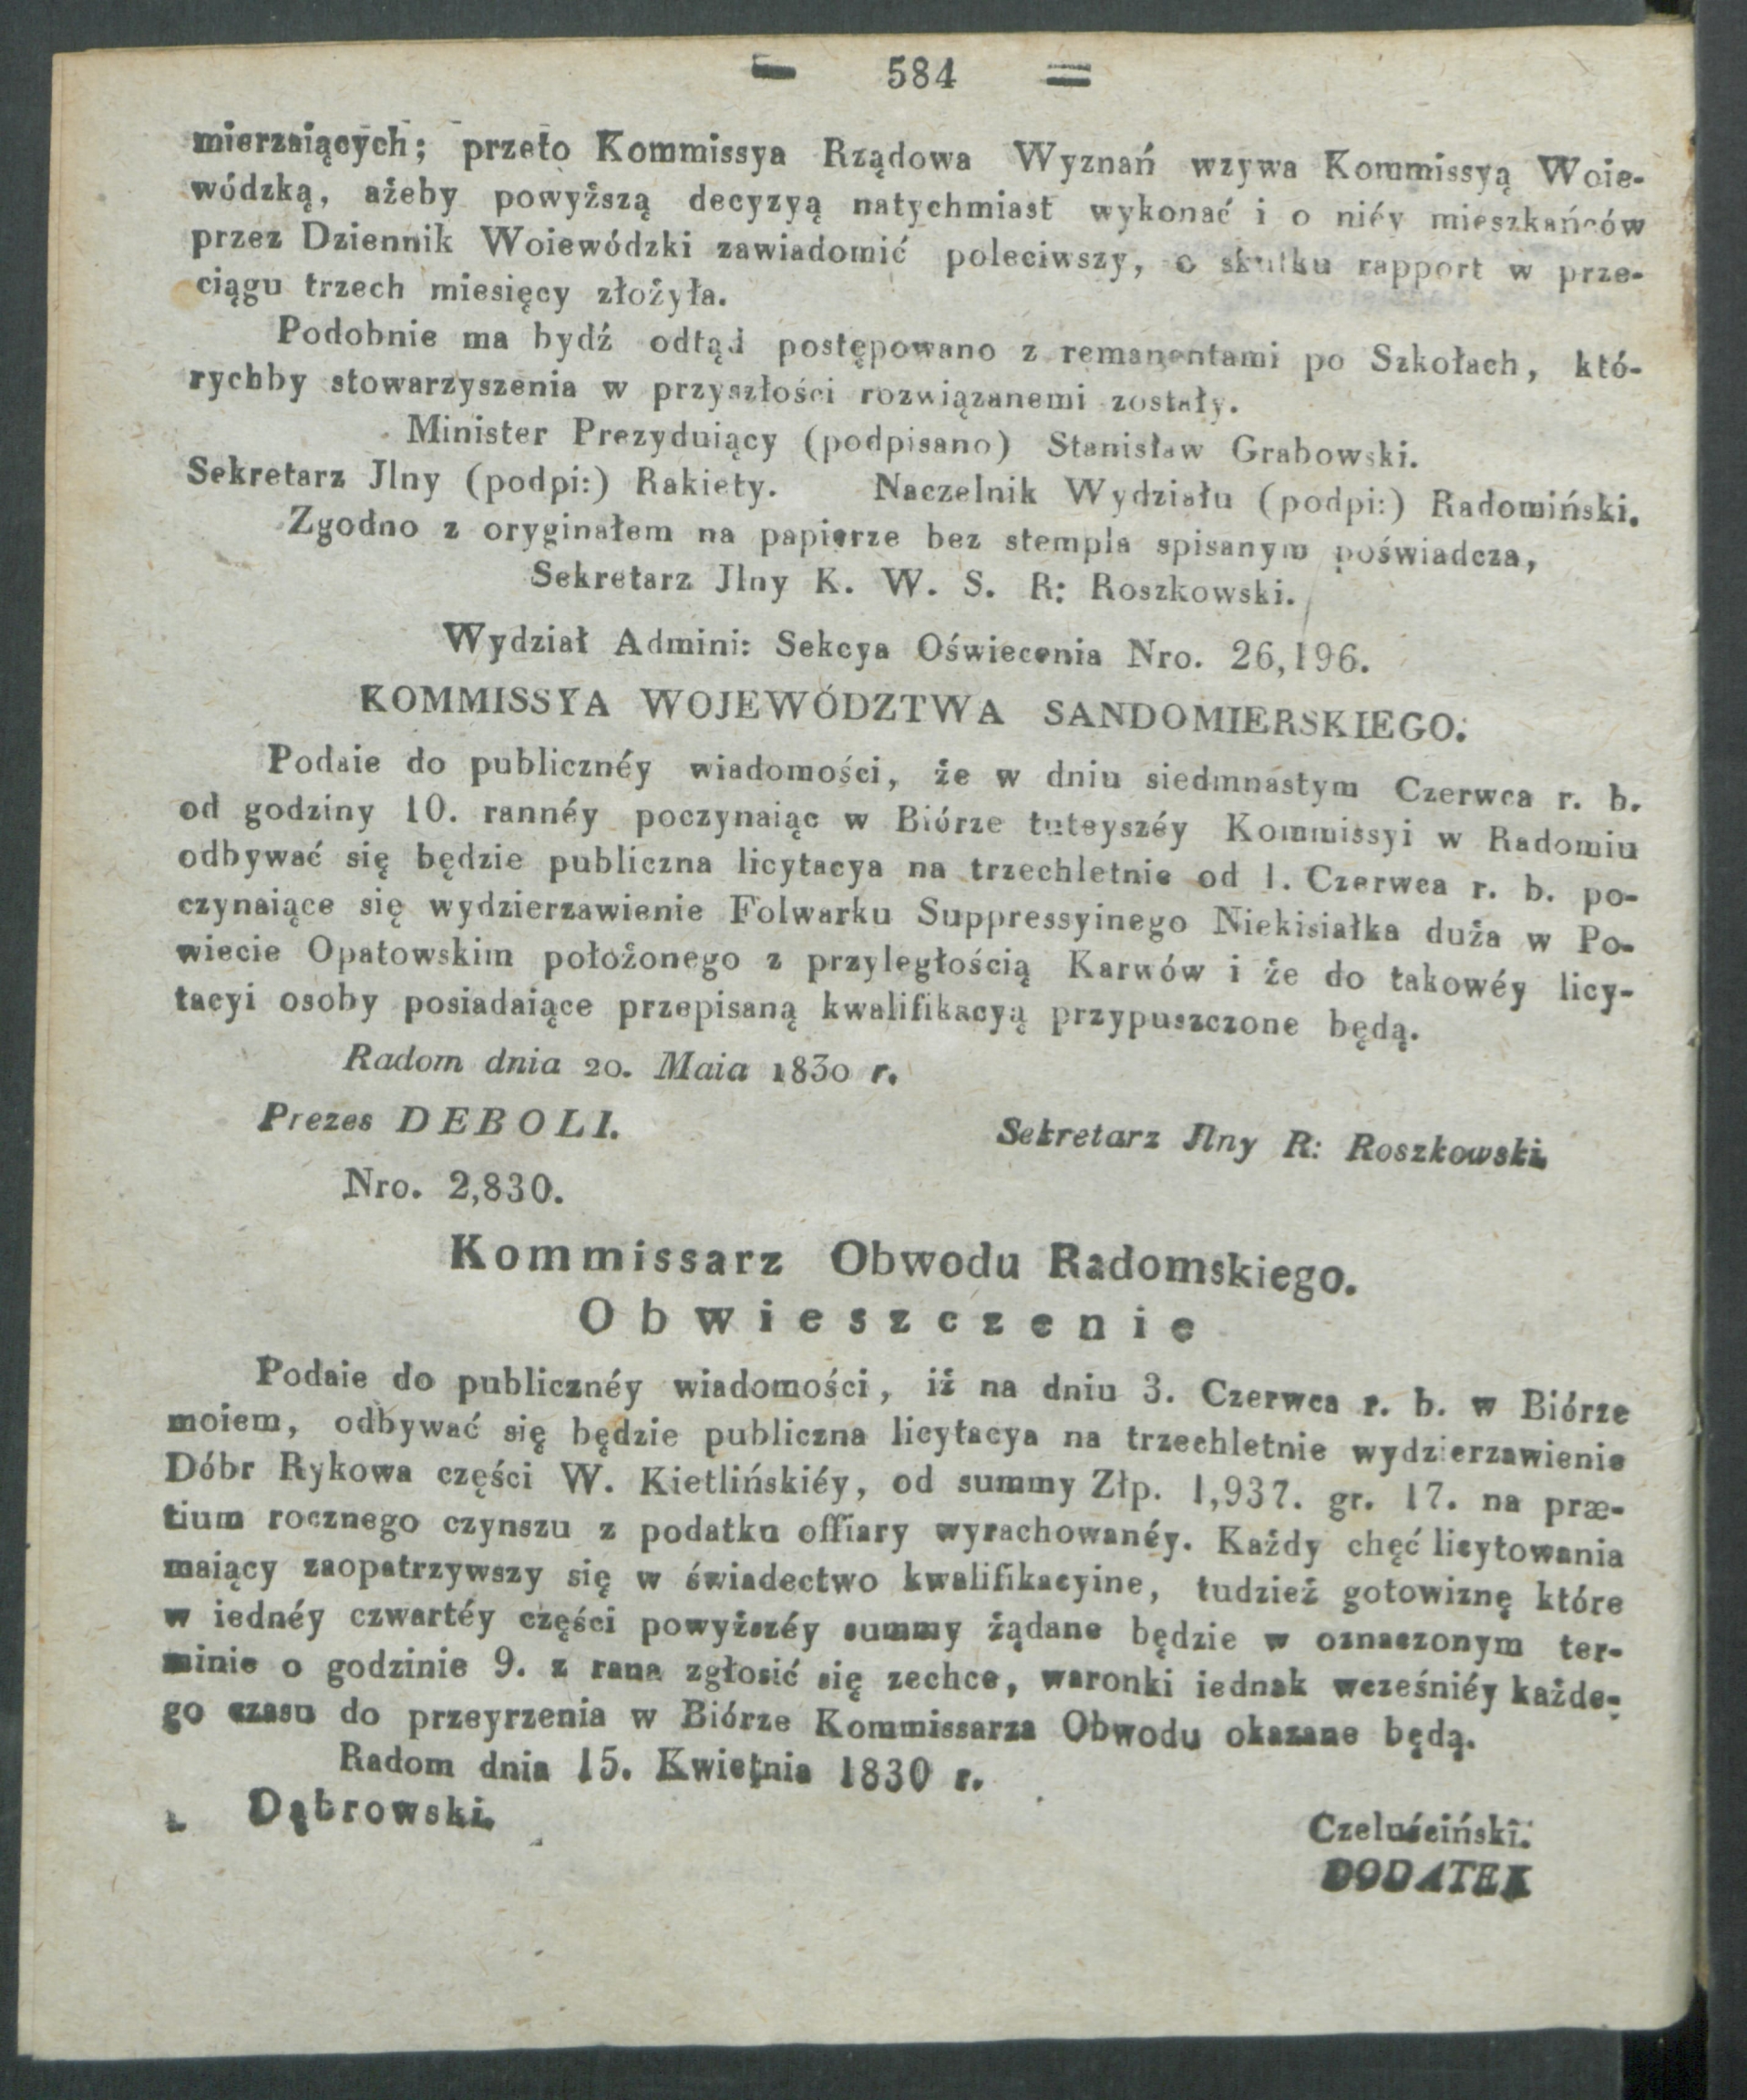 = 584 =
mierzaiących; przeto Kommissya Rządowa Wyznań wzywa Kommissyą Woie-
wódzką, ażeby powyższą decyzyą natychmiast wykonać i o niéy mieszkańców
przez Dziennik Woiewódzki zawiadomić poleciwszy, o skutku rapport w prze-
ciągu trzech miesięcy złożyła.
Podobnie ma bydź odtąd postępowano z remanentami po Szkołach, któ-
rychby stowarzyszenia w przyszłości rozwiązanemi zostały.
Minister Prezyduiący (podpisano) Stanisław Grabowski.
Sekretarz Jlny (podpi:) Rakiety. Naczelnik Wydziału (podpi:) Radomiński.
Zgodno z oryginałem na papierze bez stempla spisanym poświadcza,
Sekretarz Jlny K. W. S. R: Roszkowski.
Wydział Admini: Sekcya Oświecenia Nro. 26,196.
KOMMISSYA WOJEWÓDZTWA SANDOMIERSKIEGO.
Podaie do publicznéy wiadomości, że w dniu siedmnastym Czerwca r. b.
od godziny 10. rannéy poczynaiąc w Biórze tuteyszéy Kommissyi w Radomiu
odbywać się będzie publiczna licytacya na trzechletnie od 1. Czerwca r. b. po-
czynaiące się wydzierzawienie Folwarku Suppressyinego Niekisiałka duża w Po-
wiecie Opatowskim położonego z przyległością Karwów i że do takowéy licy-
tacyi osoby posiadaiące przepisaną kwalifikacyą przypuszczone będą.
Radom dnia 20. Maia 1830 r.
Prezes DEBOLI.
Sekretarz Jlny R: Roszkowski.
Nro. 2,830.
Kommissarz Obwodu Radomskiego.
Obwieszczenie
Podaie do publicznéy wiadomości, iż na dniu 3. Czerwca r. b. w Biórze
moiem, odbywać się będzie publiczna licytacya na trzechletnie wydzierzawienie
Dóbr Rykowa części W. Kietlińskiéy, od summy Złp. 1,937. gr. 17. na præ-
tium rocznego czynszu z podatku offiary wyrachowanéy. Każdy chęć licytowania
maiący zaopatrzywszy się w świadectwo kwalifikacyine, tudzież gotowiznę które
w iednéy czwartéy części powyższéy summy żądane będzie w oznaczonym ter-
minie o godzinie 9. z rana zgłosić się zechce, waronki iednak wcześniéy każde-
go czasu do przeyrzenia w Biórze Kommissarza Obwodu okazane będą.
Radom dnia 15. Kwietnia 1830 r.
Dąbrowski.
Czeluściński.
DODATEK